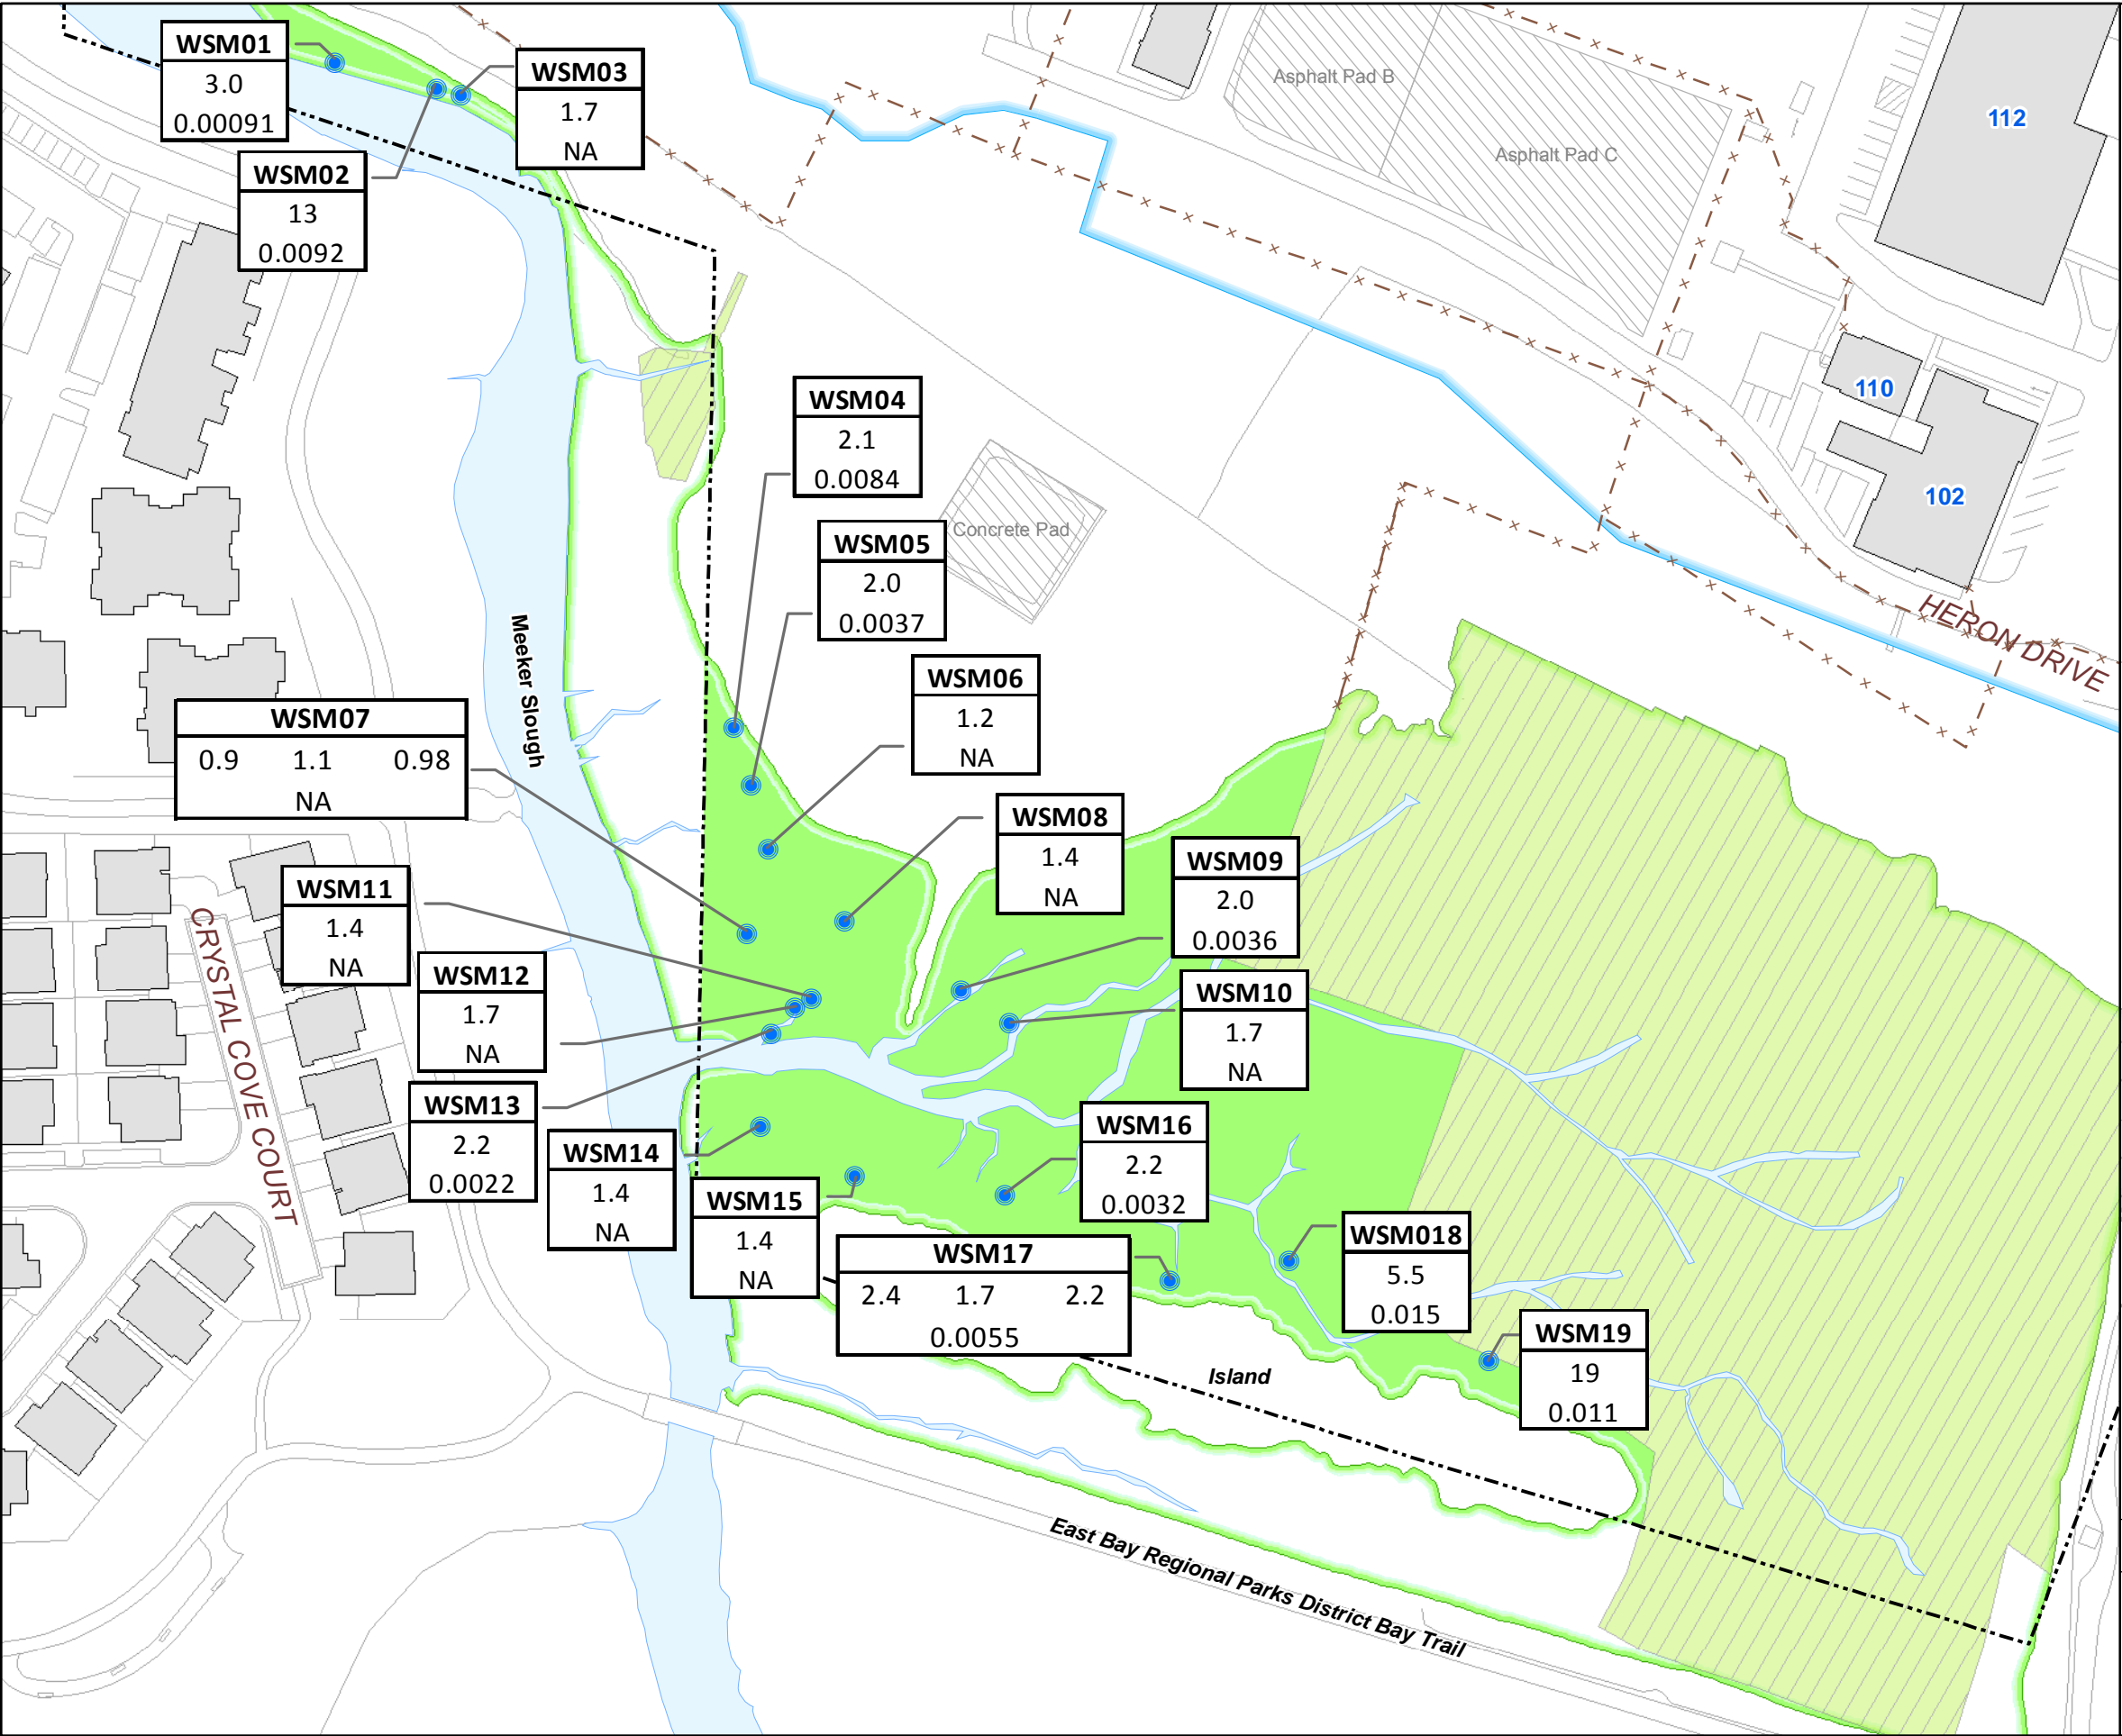 WSM01
3.0
0.00091
WSM03
1.7
NA
WSM02
13
0.0092
Asphalt Pad B
Asphalt Pad C
112
110
102
WSM04
2.1
0.0084
Concrete Pad
WSM05
2.0
0.0037
HERON DRIVE
Meeker Slough
WSM06
1.2
NA
WSM07
0.9 1.1 0.98
NA
WSM08
1.4
NA
WSM09
2.0
0.0036
WSM11
1.4
NA
CRYSTAL COVE COURT
WSM12
1.7
NA
WSM10
1.7
NA
WSM13
2.2
0.0022
WSM14
1.4
NA
WSM16
2.2
0.0032
WSM15
1.4
NA
WSM17
2.4 1.7 2.2
0.0055
WSM018
5.5
0.015
WSM19
19
0.011
Island
East Bay Regional Parks District Bay Trail